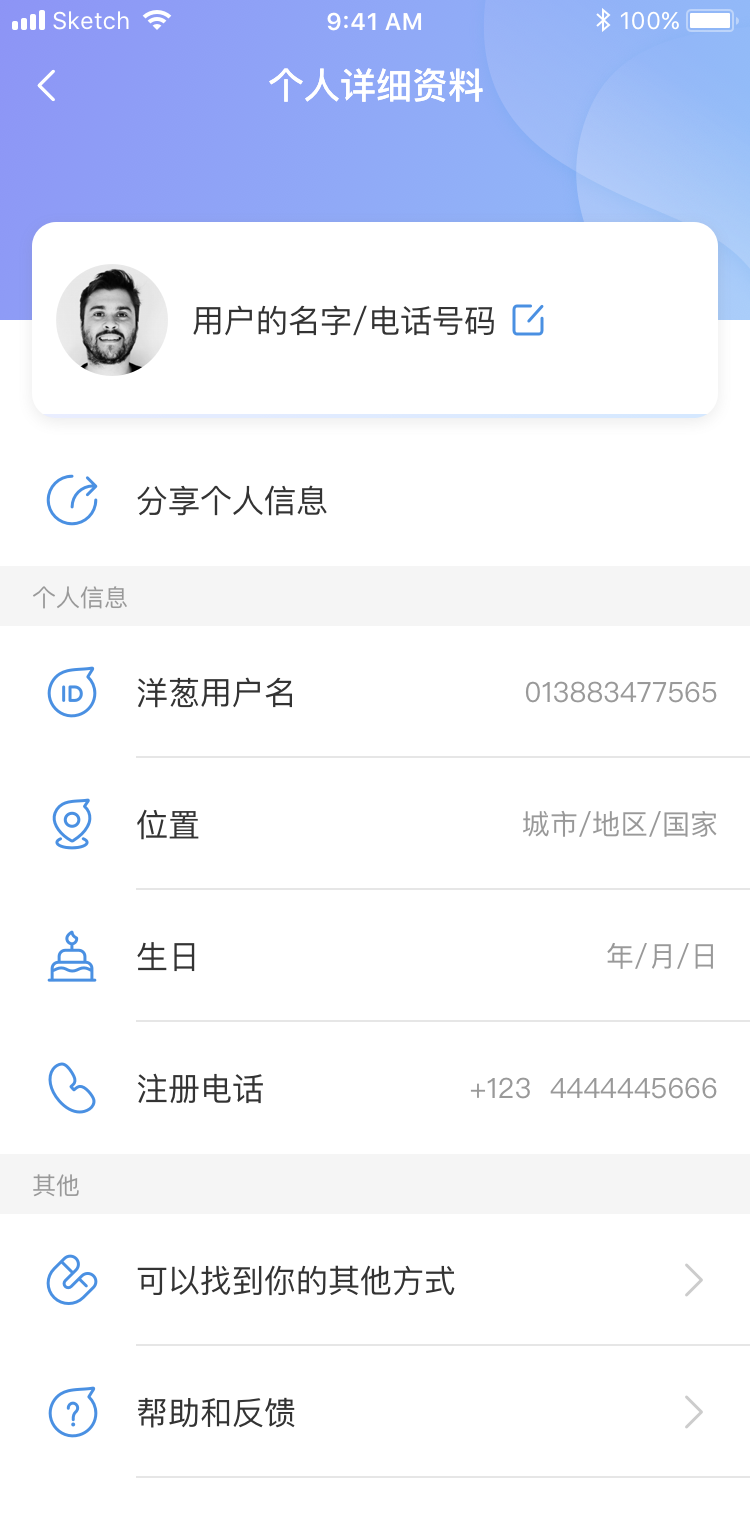 Sketch 9:41 AM 100%
个人详细资料
用户的名字/电话号码
分享个人信息
个人信息
ID 洋葱用户名 013883477565
位置 城市/地区/国家
生日 年/月/日
注册电话 +123 4444445666
其他
可以找到你的其他方式
? 帮助和反馈